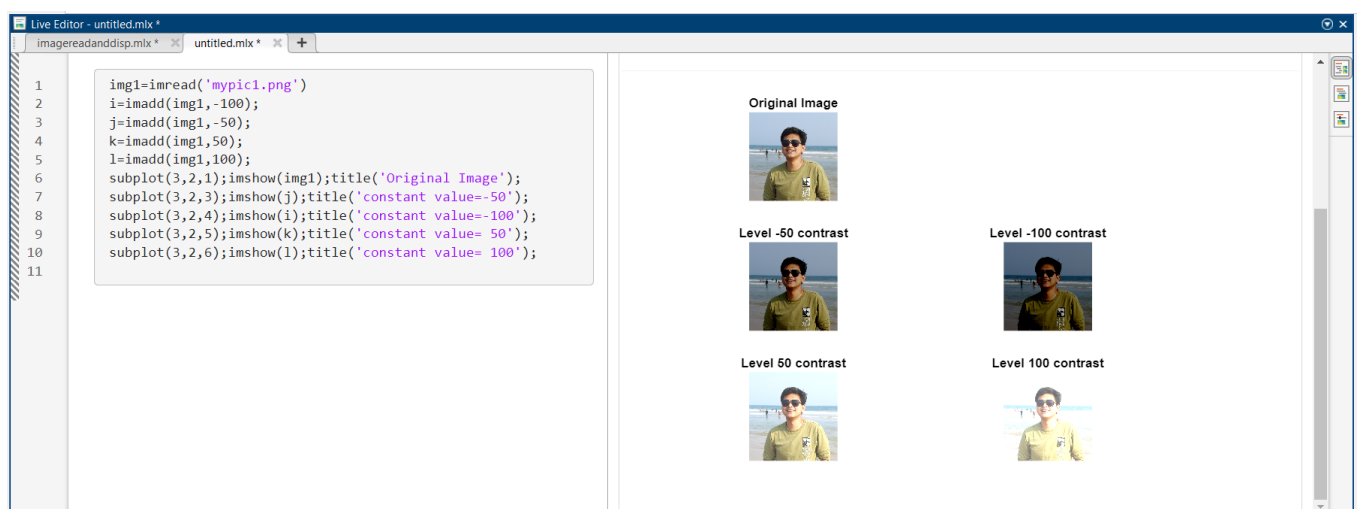 Live Editor - untitled.mlx *
imagereadanddisp.mlx * untitled.mlx * +
1 img1=imread('mypic1.png')
2 i=imadd(img1,-100);
3 j=imadd(img1,-50);
4 k=imadd(img1,50);
5 l=imadd(img1,100);
6 subplot(3,2,1);imshow(img1);title('Original Image');
7 subplot(3,2,3);imshow(j);title('constant value=-50');
8 subplot(3,2,4);imshow(i);title('constant value=-100');
9 subplot(3,2,5);imshow(k);title('constant value= 50');
10 subplot(3,2,6);imshow(l);title('constant value= 100');
11
Original Image
Level -50 contrast Level -100 contrast
Level 50 contrast Level 100 contrast